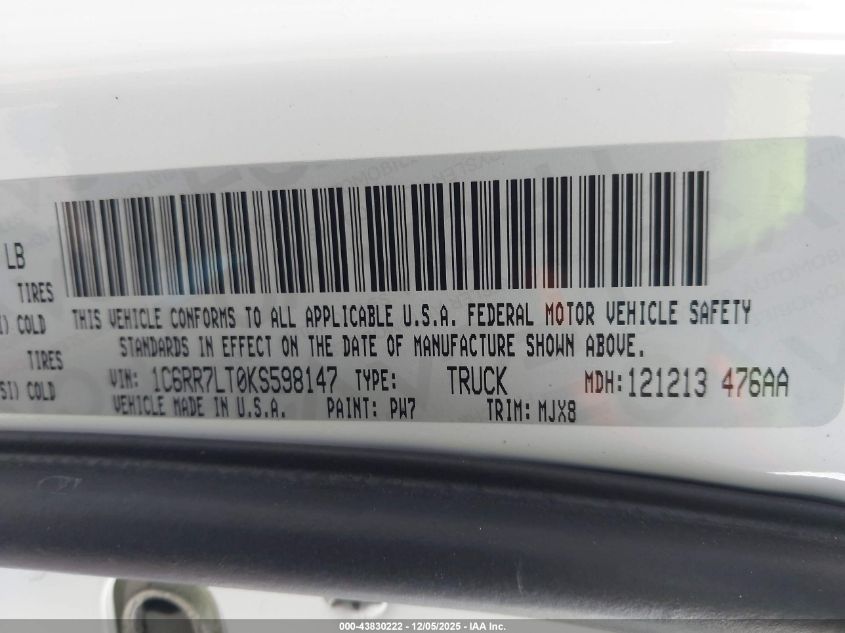 LB
TIRES
I) COLD
TIRES
SI) COLD
THIS VEHICLE CONFORMS TO ALL APPLICABLE U.S.A. FEDERAL MOTOR VEHICLE SAFETY
STANDARDS IN EFFECT ON THE DATE OF MANUFACTURE SHOWN ABOVE.
VIN: 1C6RR7LT0KS598147 TYPE: TRUCK MDH: 121213 476AA
VEHICLE MADE IN U.S.A. PAINT: PW7 TRIM: MJX8
000-43830222 - 12/05/2025 - IAA Inc.